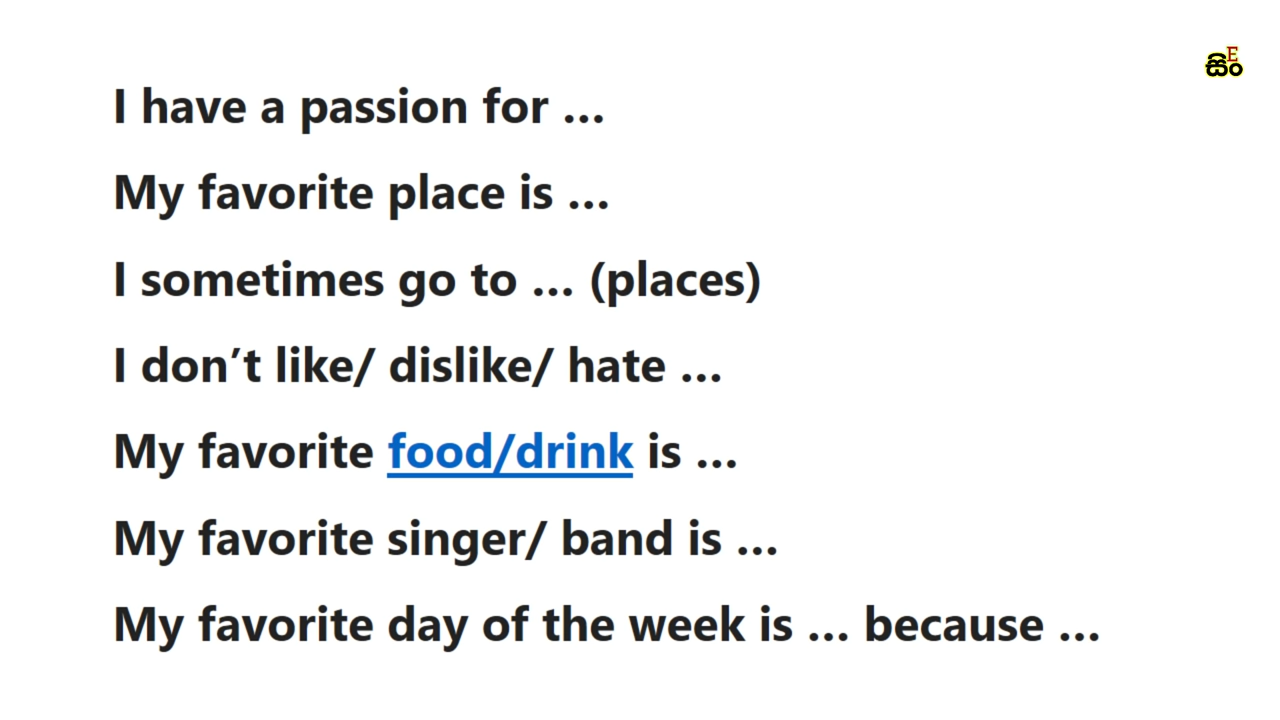 සිං
E
I have a passion for …
My favorite place is …
I sometimes go to … (places)
I don’t like/ dislike/ hate …
My favorite food/drink is …
My favorite singer/ band is …
My favorite day of the week is … because …